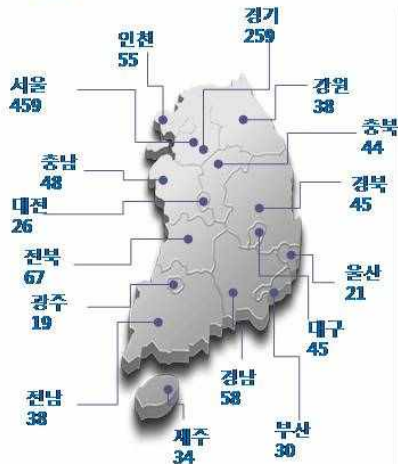 경기
259
인천
55
서울
459
강원
38
충북
44
충남
48
경북
45
대전
26
전북
67
울산
21
광주
19
대구
45
전남
38
경남
58
제주
34
부산
30